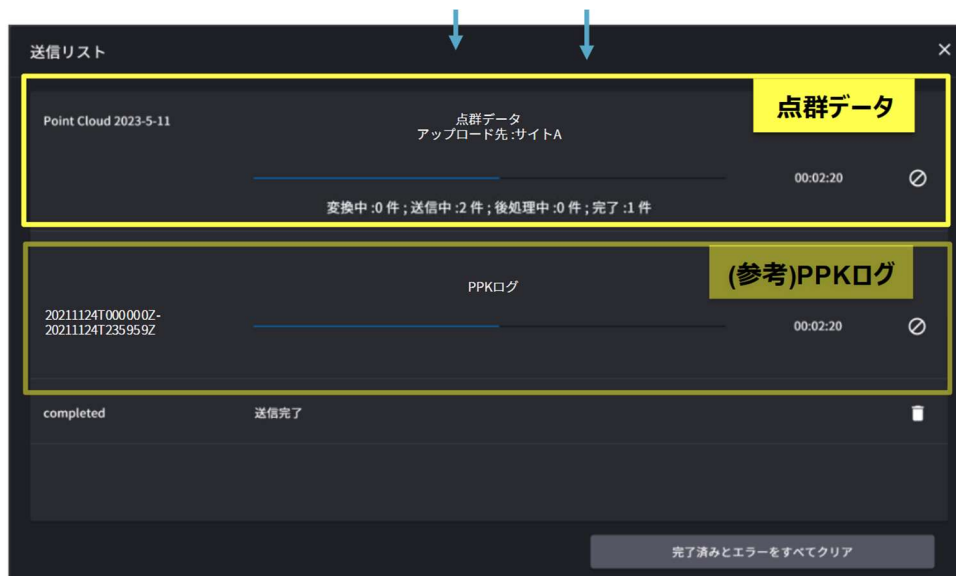 送信リスト
点群データ
Point Cloud 2023-5-11
点群データ
アップロード先 :サイトA
00:02:20
変換中 :0 件 ; 送信中 :2 件 ; 後処理中 :0 件 ; 完了 :1 件
(参考)PPKログ
PPKログ
20211124T000000Z-
20211124T235959Z
00:02:20
completed 送信完了
完了済みとエラーをすべてクリア